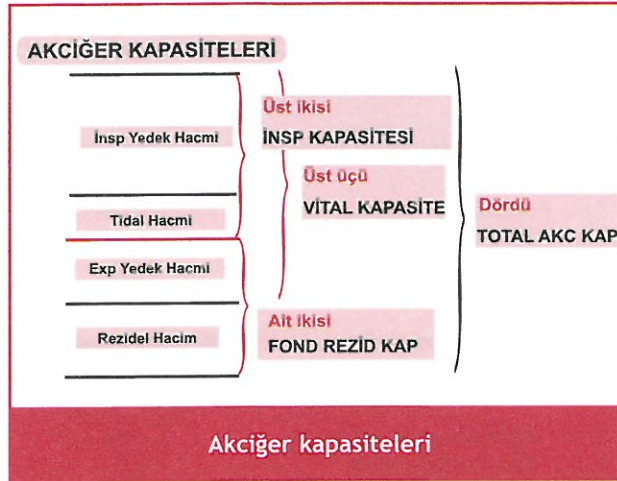 AKCİĞER KAPASİTELERİ
İnsp Yedek Hacmi
Üst ikisi
İNSP KAPASİTESİ
Üst üçü
VİTAL KAPASİTE
Tidal Hacmi
Dördü
TOTAL AKC KAP
Exp Yedek Hacmi
Rezidel Hacim
Alt ikisi
FOND REZİD KAP
Akciğer kapasiteleri